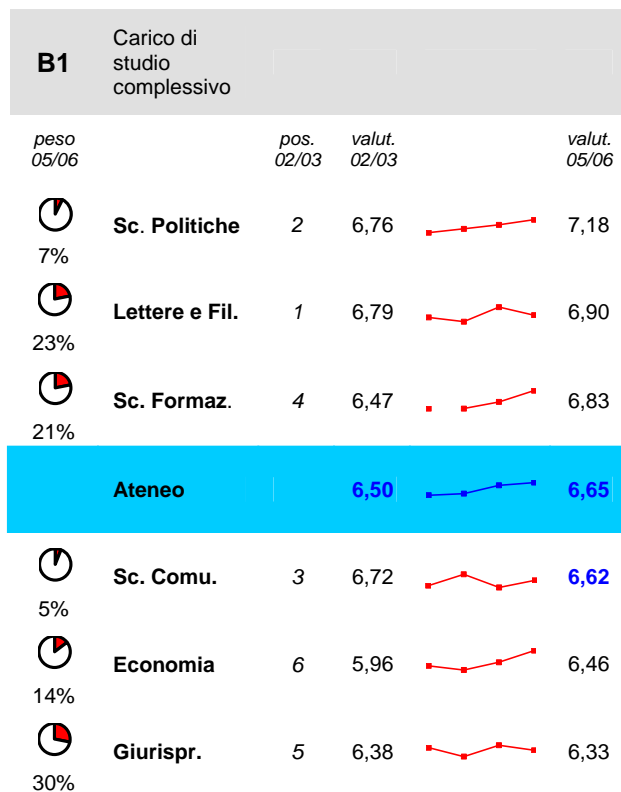 B1 Carico di studio complessivo
peso 05/06 pos. 02/03 valut. 02/03 valut. 05/06
7% Sc. Politiche 2 6,76 7,18
23% Lettere e Fil. 1 6,79 6,90
21% Sc. Formaz. 4 6,47 6,83
Ateneo 6,50 6,65
5% Sc. Comu. 3 6,72 6,62
14% Economia 6 5,96 6,46
30% Giurispr. 5 6,38 6,33